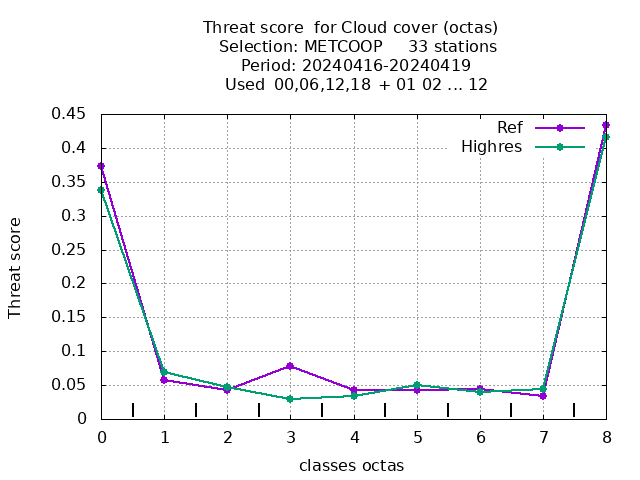 Threat score  for Cloud cover (octas)
Selection: METCOOP     33 stations
Period: 20240416-20240419
Used  00,06,12,18 + 01 02 ... 12
Ref
Highres
0.45
0.4
0.35
0.3
0.25
0.2
0.15
0.1
0.05
0
Threat score
0 1 2 3 4 5 6 7 8
classes octas